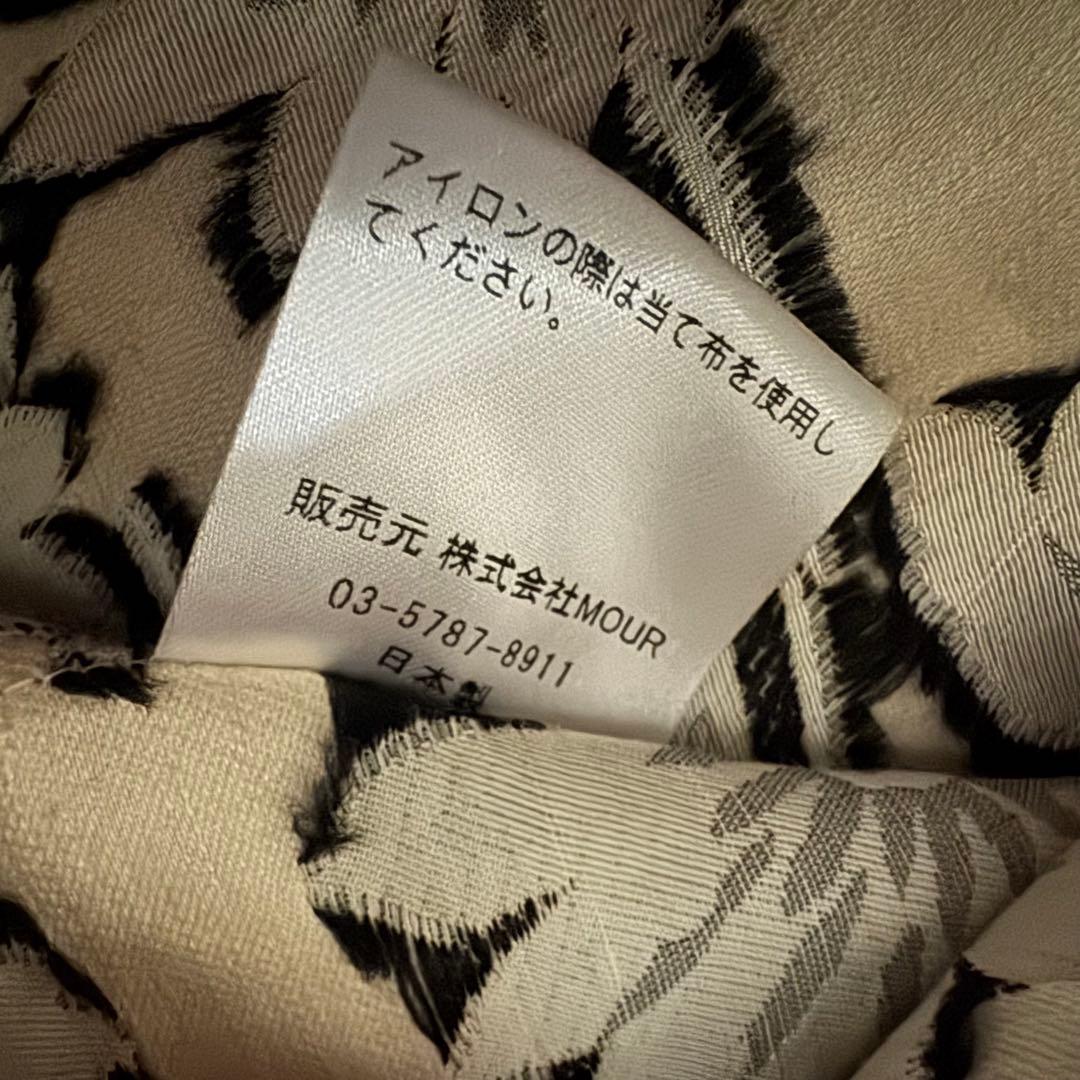 アイロンの際は当て布を使用し
てください。
販売元 株式会社MOUR
03-5787-8911
日本製